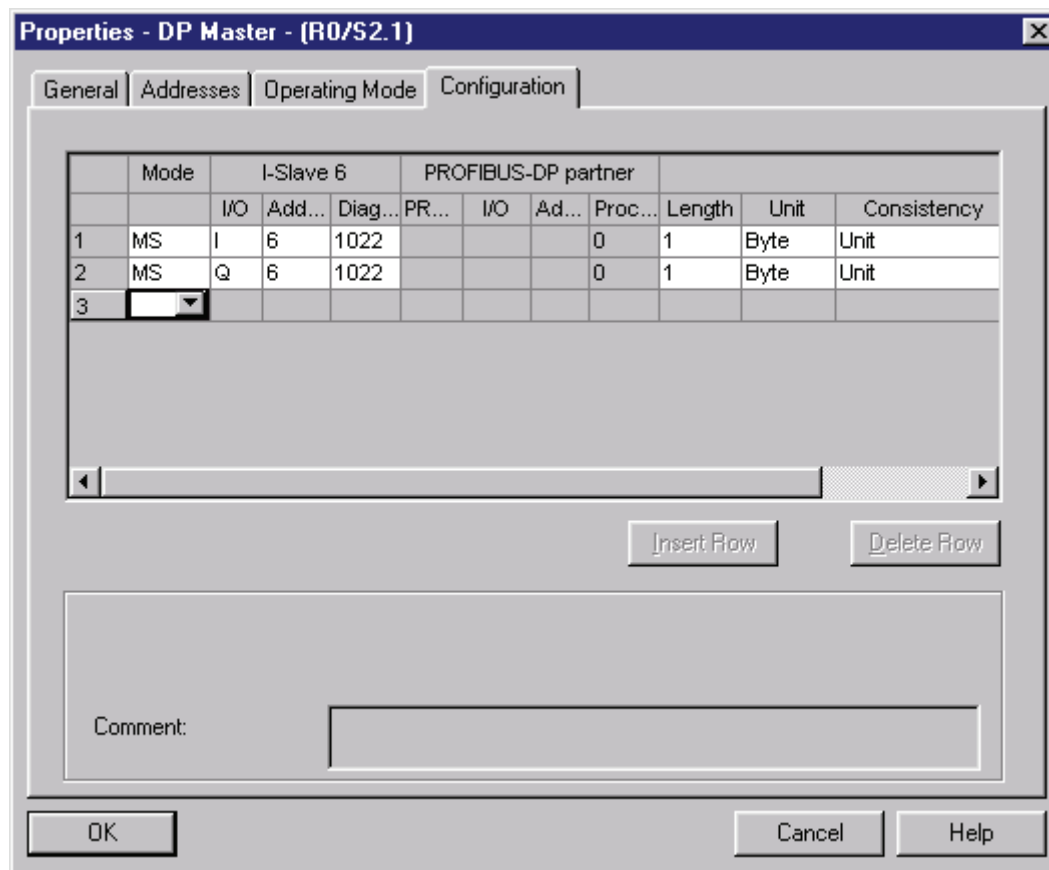 Properties - DP Master - (R0/S2.1)
General Addresses Operating Mode Configuration
Mode I-Slave 6 PROFIBUS-DP partner
I/O Add... Diag... PR... I/O Ad... Proc... Length Unit Consistency
1 MS I 6 1022 0 1 Byte Unit
2 MS Q 6 1022 0 1 Byte Unit
3
Insert Row Delete Row
Comment:
OK Cancel Help